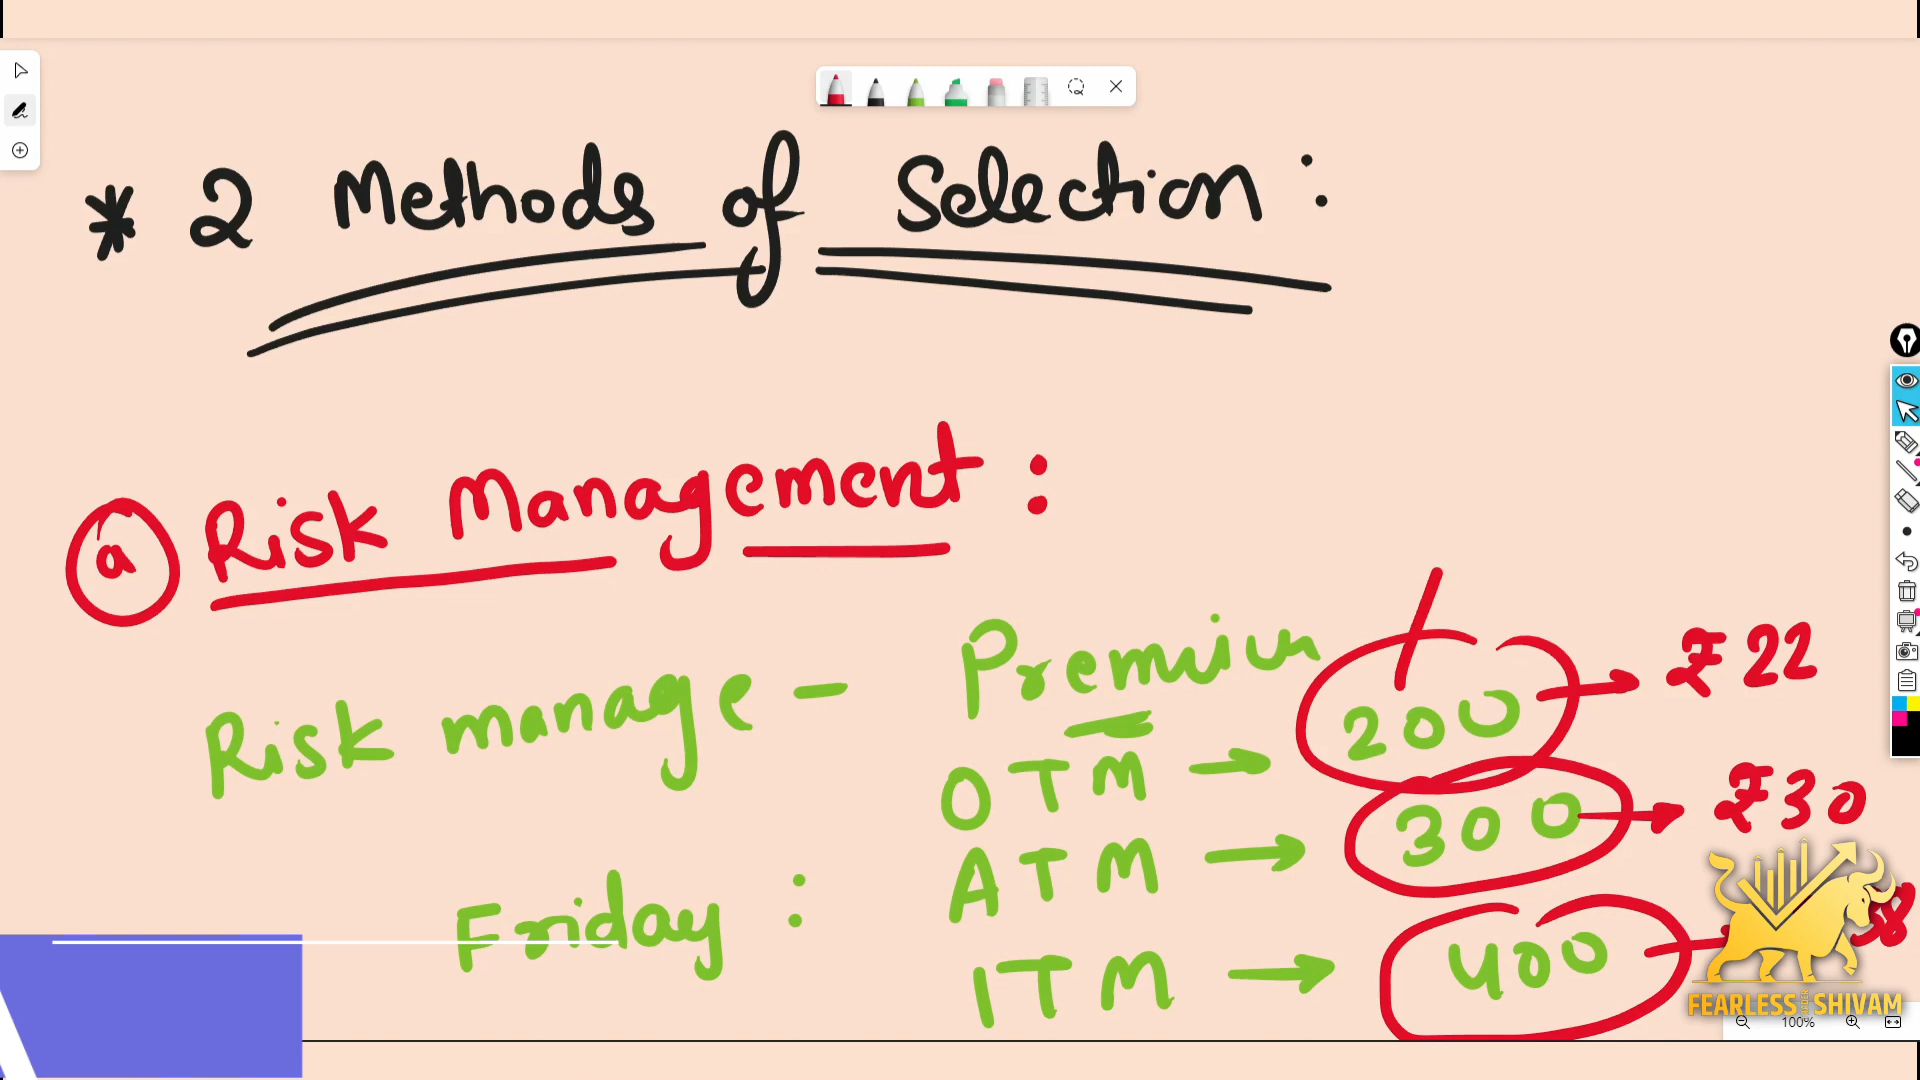 * 2 Methods of Selection :
a Risk Management :
Risk manage - Premium
OTM → 200 → ₹22
ATM → 300 → ₹30
Friday :
ITM → 400 → 8
FEARLESS SHIVAM
100%